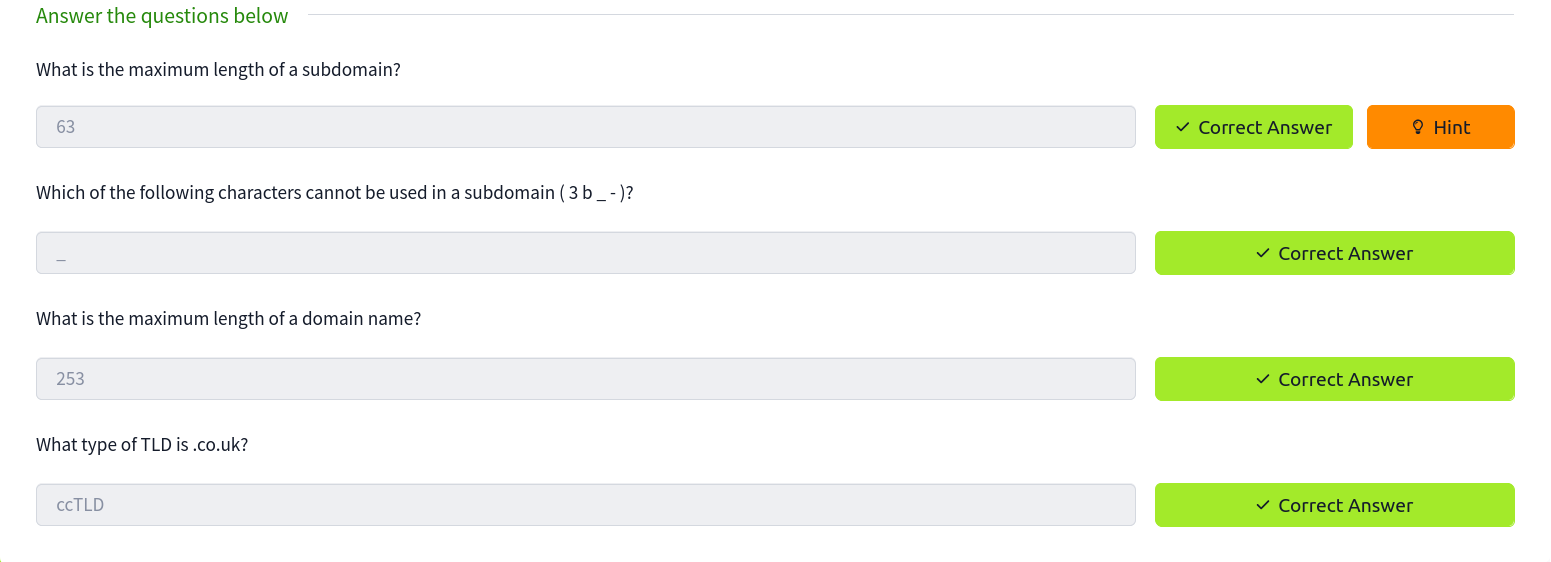 Answer the questions below
What is the maximum length of a subdomain?
63
Correct Answer
Hint
Which of the following characters cannot be used in a subdomain ( 3 b _ - )?
_
Correct Answer
What is the maximum length of a domain name?
253
Correct Answer
What type of TLD is .co.uk?
ccTLD
Correct Answer